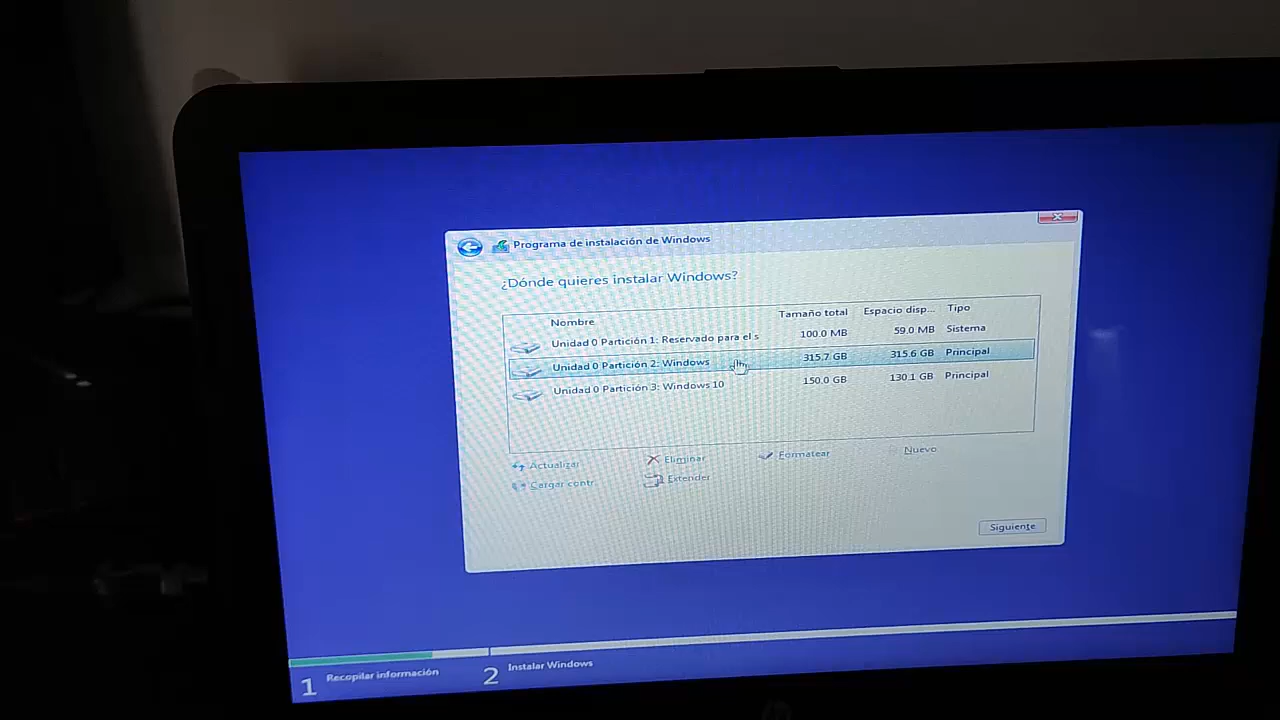 Programa de instalación de Windows
¿Dónde quieres instalar Windows?
Nombre Tamaño total Espacio disp... Tipo
Unidad 0 Partición 1: Reservado para el s 100.0 MB 59.0 MB Sistema
Unidad 0 Partición 2: Windows 315.7 GB 315.6 GB Principal
Unidad 0 Partición 3: Windows 10 150.0 GB 130.1 GB Principal
Actualizar Eliminar Formatear Nuevo
Cargar contr. Extender
Siguiente
1 Recopilar información 2 Instalar Windows
hp